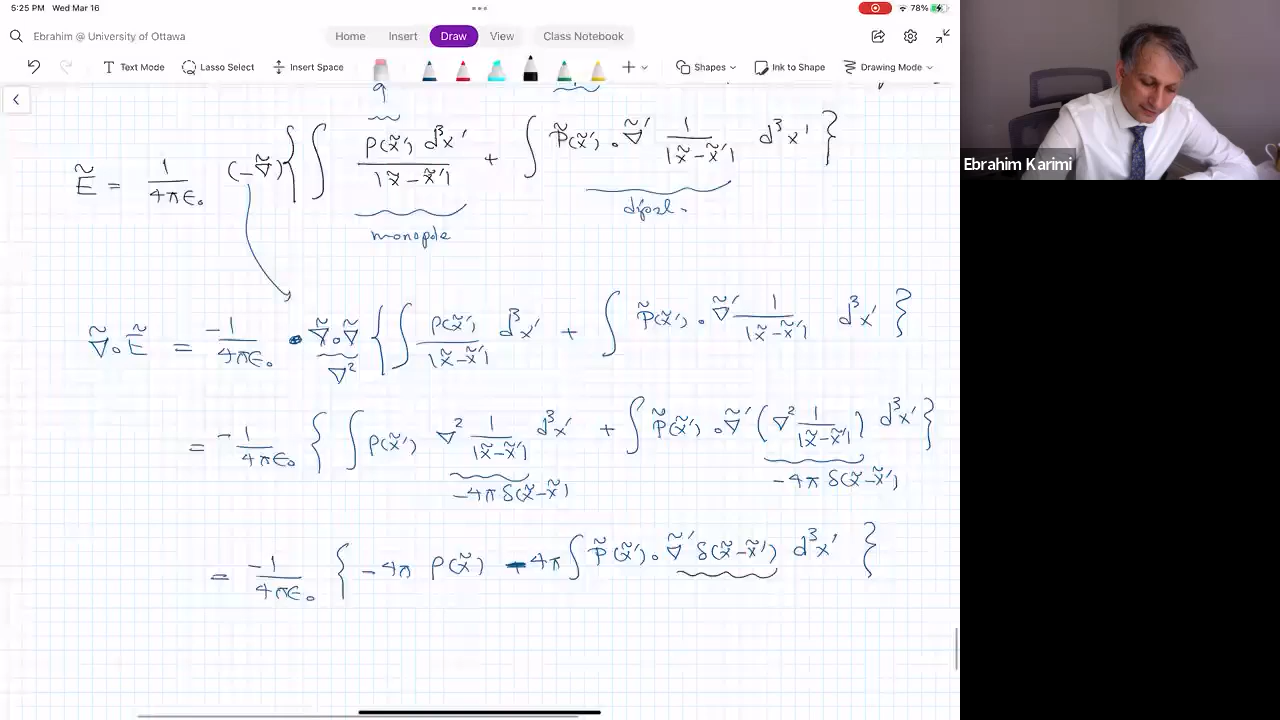 5:25 PM Wed Mar 16
78%
Ebrahim @ University of Ottawa Home Insert Draw View Class Notebook
Text Mode Lasso Select Insert Space Shapes Ink to Shape Drawing Mode
q
Ẽ = 1/4πε₀ (-∇̃) { ∫ ρ(x̃') d³x' / |x̃ - x̃'| + ∫ P̃(x̃') • ∇̃' 1/|x̃ - x̃'| d³x' }
monopole dipol.
∇̃ • Ẽ = -1/4πε₀ • ∇̃ • ∇̃ { ∫ ρ(x̃')/|x̃ - x̃'| d³x' + ∫ P̃(x̃') • ∇̃' 1/|x̃ - x̃'| d³x' }
∇²
= -1/4πε₀ { ∫ ρ(x̃') ∇² 1/|x̃ - x̃'| d³x' + ∫ P̃(x̃') • ∇̃' (∇² 1/|x̃ - x̃'|) d³x' }
-4π δ(x̃ - x̃') -4π δ(x̃ - x̃')
= -1/4πε₀ { -4π ρ(x̃) - 4π ∫ P̃(x̃') • ∇̃' δ(x̃ - x̃') d³x' }
Ebrahim Karimi